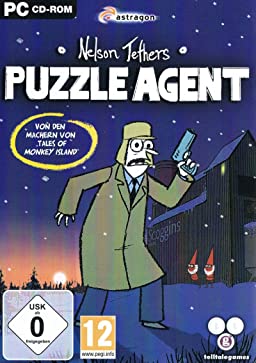 PC CD-ROM
astragon
Nelson Tethers
PUZZLE AGENT
VON DEN
MACHERN VON
„TALES OF
MONKEY ISLAND"
Scoggins
USK
ab
0
freigegeben
12
www.pegi.info
telltalegames